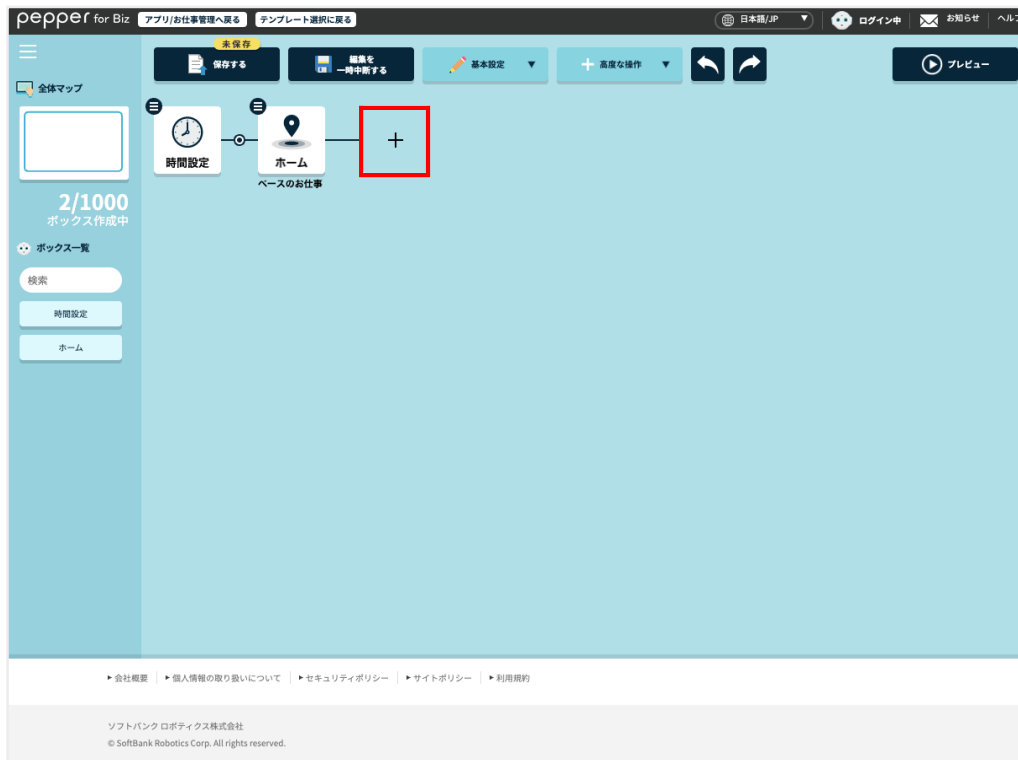 pepper for Biz
アプリ/お仕事管理へ戻る
テンプレート選択に戻る
日本語/JP ▼
ログイン中
お知らせ
未保存
保存する
編集を
一時中断する
基本設定 ▼
高度な操作 ▼
プレビュー
全体マップ
2/1000
ボックス作成中
ボックス一覧
検索
時間設定
ホーム
時間設定
ホーム
ベースのお仕事
+
会社概要
個人情報の取り扱いについて
セキュリティポリシー
サイトポリシー
利用規約
ソフトバンク ロボティクス株式会社
© SoftBank Robotics Corp. All rights reserved.